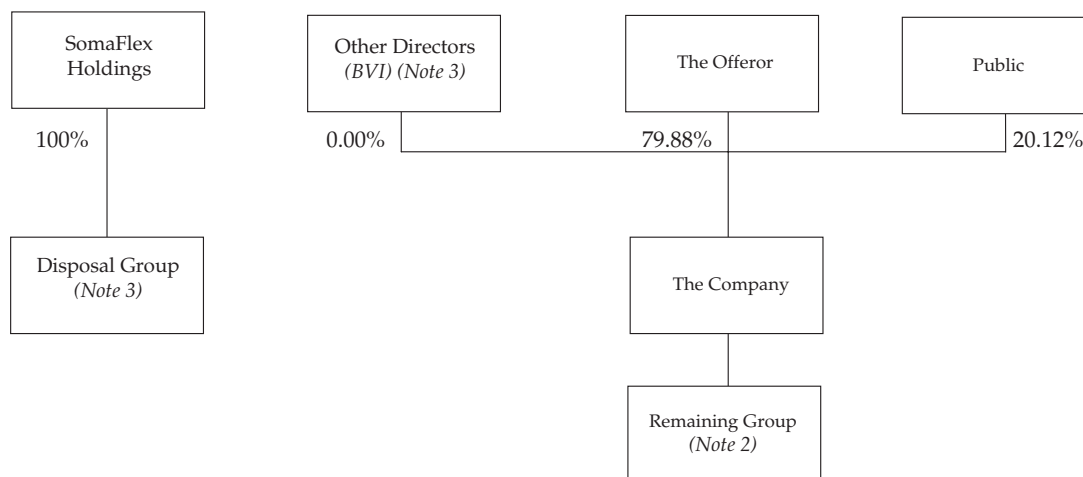 SomaFlex
Holdings
Other Directors
(BVI) (Note 3)
The Offeror
Public
100%
0.00%
79.88%
20.12%
Disposal Group
(Note 3)
The Company
Remaining Group
(Note 2)